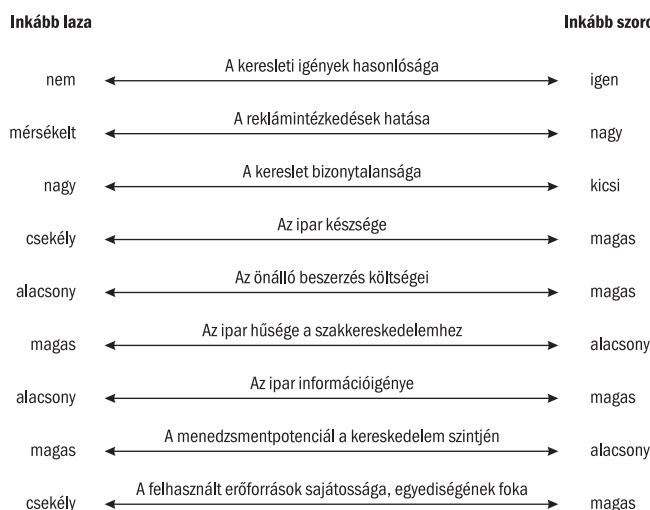 Inkább laza Inkább szoro
A keresleti igények hasonlósága
nem igen
A reklámintézkedések hatása
mérsékelt nagy
A kereslet bizonytalansága
nagy kicsi
Az ipar készsége
csekély magas
Az önálló beszerzés költségei
alacsony magas
Az ipar hűsége a szakkereskedelemhez
magas alacsony
Az ipar információigénye
alacsony magas
A menedzsmentpotenciál a kereskedelem szintjén
magas alacsony
A felhasznált erőforrások sajátossága, egyediségének foka
csekély magas